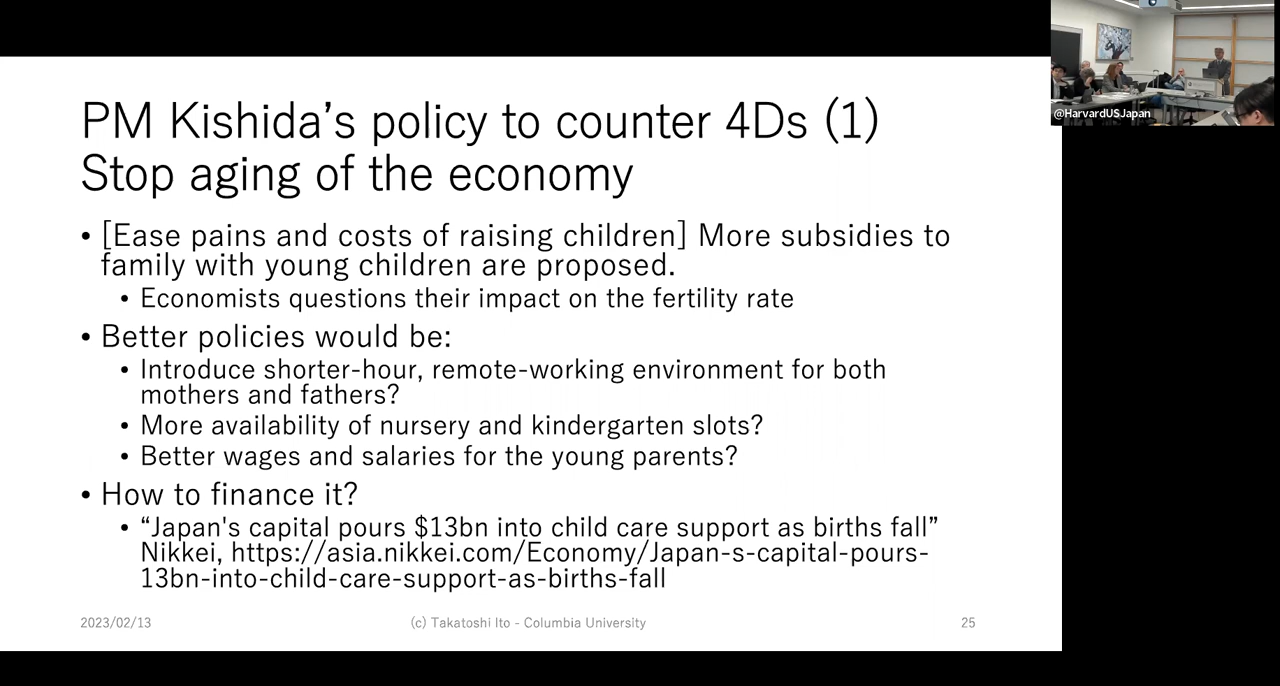 PM Kishida’s policy to counter 4Ds (1)
Stop aging of the economy
• [Ease pains and costs of raising children] More subsidies to
family with young children are proposed.
• Economists questions their impact on the fertility rate
• Better policies would be:
• Introduce shorter-hour, remote-working environment for both
mothers and fathers?
• More availability of nursery and kindergarten slots?
• Better wages and salaries for the young parents?
• How to finance it?
• “Japan's capital pours $13bn into child care support as births fall”
Nikkei, https://asia.nikkei.com/Economy/Japan-s-capital-pours-
13bn-into-child-care-support-as-births-fall
2023/02/13
(c) Takatoshi Ito - Columbia University
25
@HarvardUSJapan